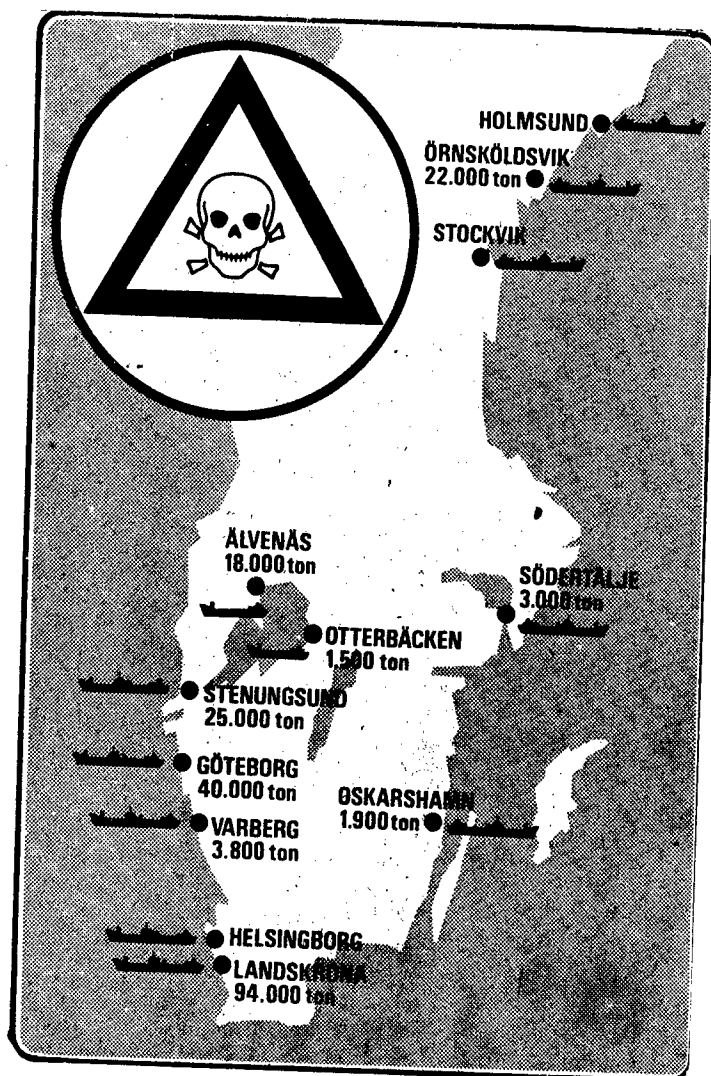 HOLMSUND
ÖRNSKÖLDSVIK
22.000 ton
STOCKVIK
ÄLVENÄS
18.000 ton
SÖDERTÄLJE
3.000 ton
OTTERBÄCKEN
1.500 ton
STENUNGSUND
25.000 ton
GÖTEBORG
40.000 ton
OSKARSHAMN
1.900 ton
VARBERG
3.800 ton
HELSINGBORG
LANDSKRONA
94.000 ton